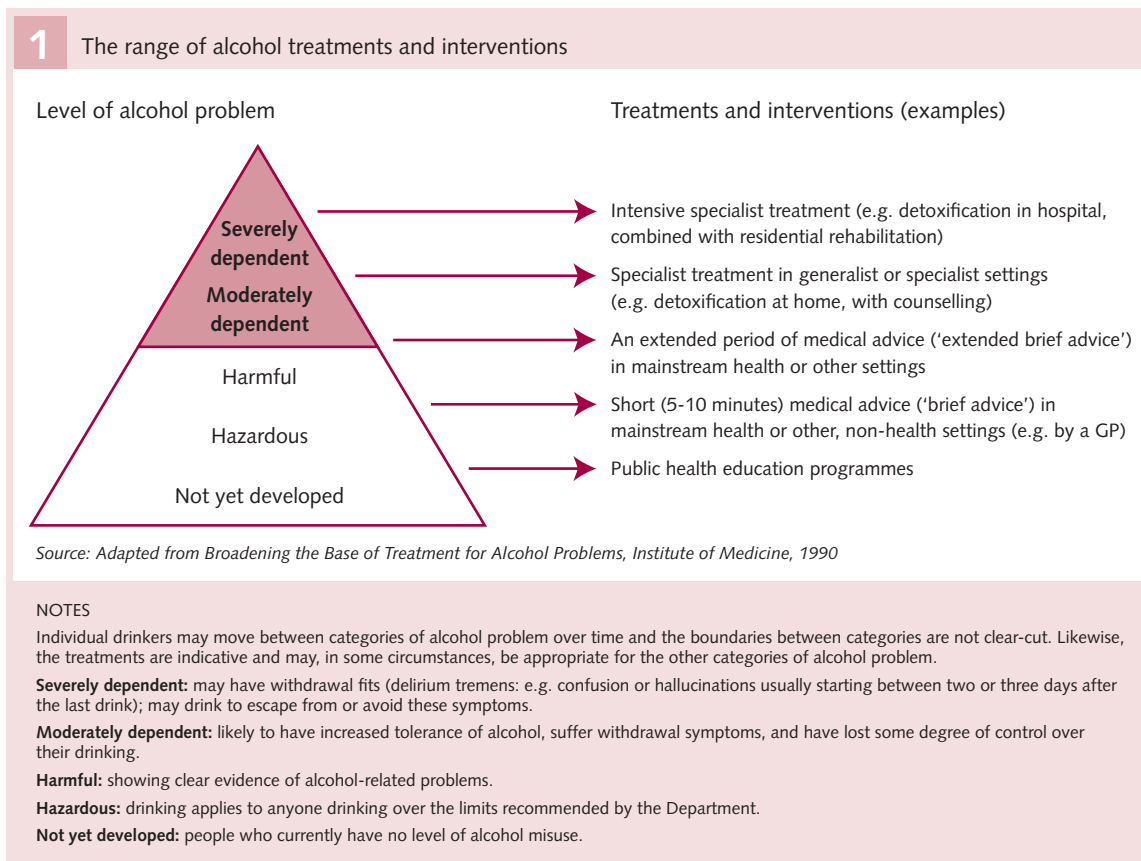 1 The range of alcohol treatments and interventions
Level of alcohol problem
Treatments and interventions (examples)
Severely
dependent
Moderately
dependent
Harmful
Hazardous
Not yet developed
Intensive specialist treatment (e.g. detoxification in hospital,
combined with residential rehabilitation)
Specialist treatment in generalist or specialist settings
(e.g. detoxification at home, with counselling)
An extended period of medical advice (‘extended brief advice’)
in mainstream health or other settings
Short (5-10 minutes) medical advice (‘brief advice’) in
mainstream health or other, non-health settings (e.g. by a GP)
Public health education programmes
Source: Adapted from Broadening the Base of Treatment for Alcohol Problems, Institute of Medicine, 1990
NOTES
Individual drinkers may move between categories of alcohol problem over time and the boundaries between categories are not clear-cut. Likewise,
the treatments are indicative and may, in some circumstances, be appropriate for the other categories of alcohol problem.
Severely dependent: may have withdrawal fits (delirium tremens: e.g. confusion or hallucinations usually starting between two or three days after
the last drink); may drink to escape from or avoid these symptoms.
Moderately dependent: likely to have increased tolerance of alcohol, suffer withdrawal symptoms, and have lost some degree of control over
their drinking.
Harmful: showing clear evidence of alcohol-related problems.
Hazardous: drinking applies to anyone drinking over the limits recommended by the Department.
Not yet developed: people who currently have no level of alcohol misuse.